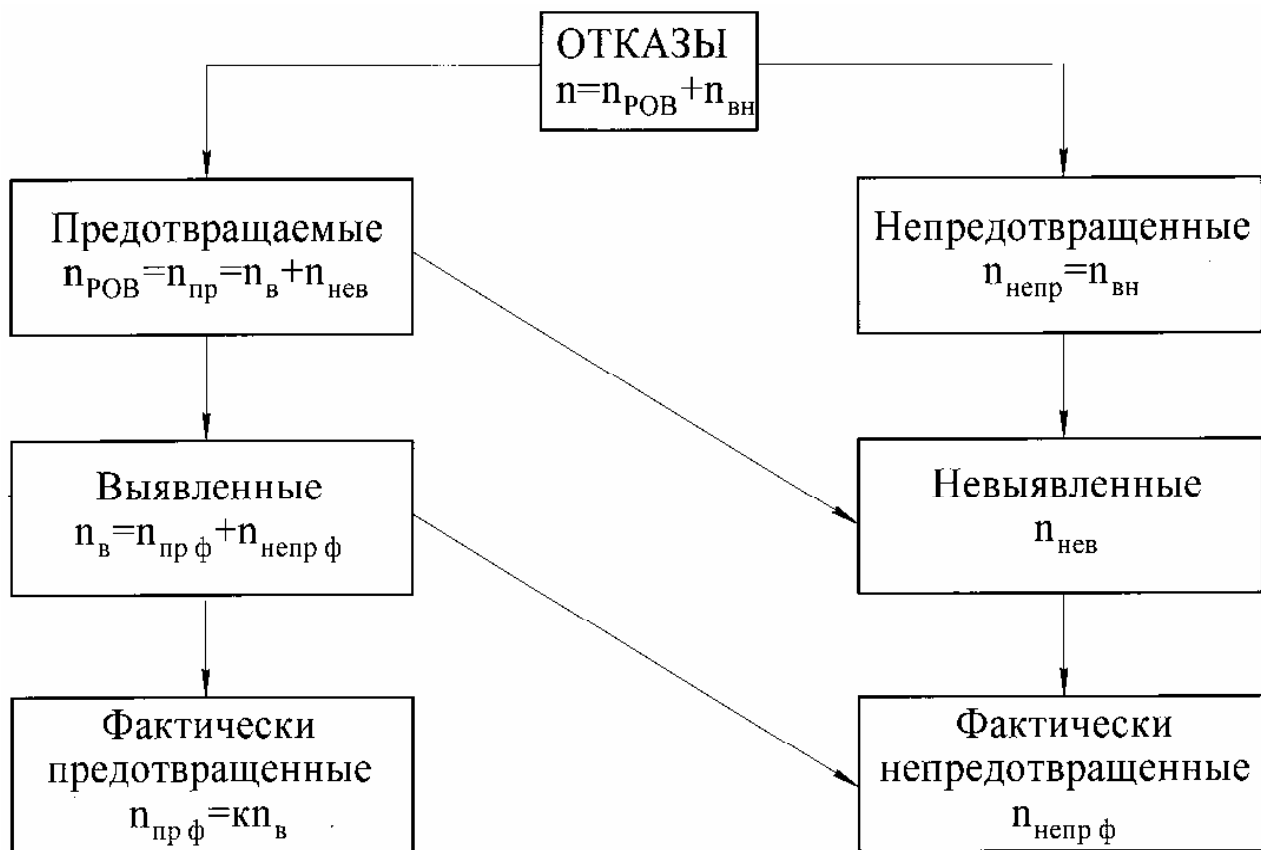 ОТКАЗЫ
n=n_РОВ+n_вн
Предотвращаемые
n_РОВ=n_пр=n_в+n_нев
Непредотвращенные
n_непр=n_вн
Выявленные
n_в=n_пр ф+n_непр ф
Невыявленные
n_нев
Фактически
предотвращенные
n_пр ф=кn_в
Фактически
непредотвращенные
n_непр ф